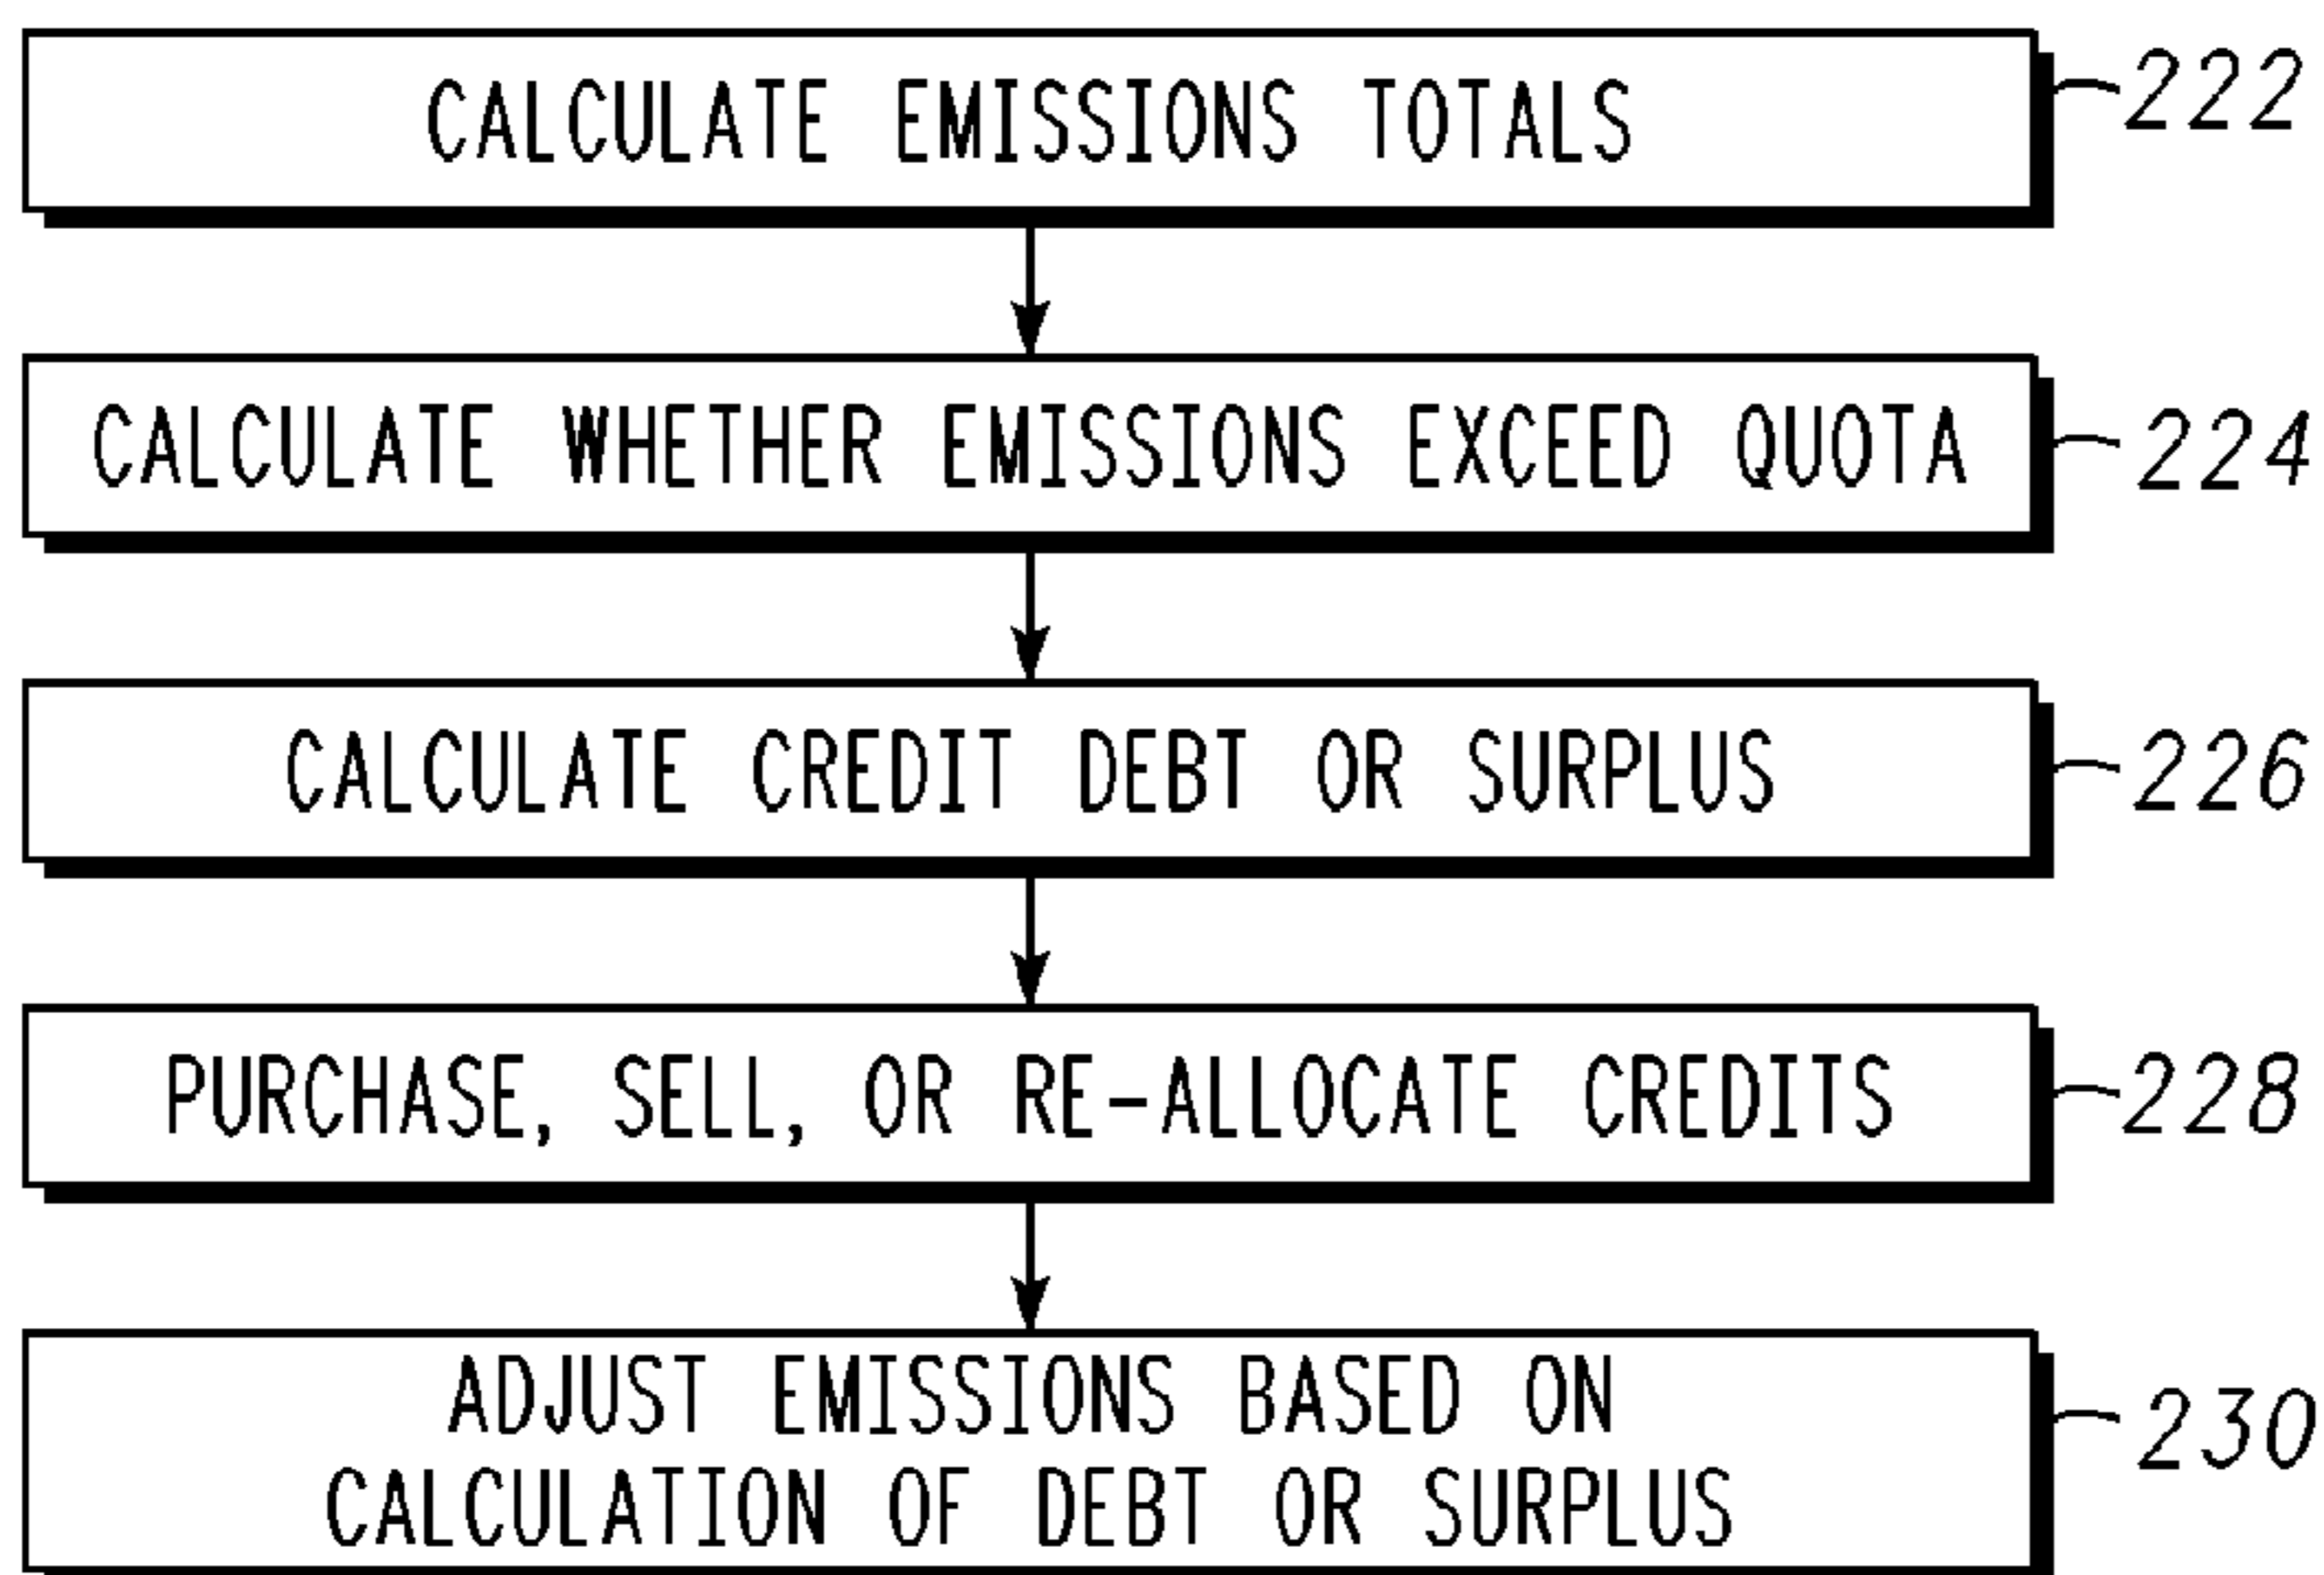 CALCULATE EMISSIONS TOTALS 222
CALCULATE WHETHER EMISSIONS EXCEED QUOTA 224
CALCULATE CREDIT DEBT OR SURPLUS 226
PURCHASE, SELL, OR RE-ALLOCATE CREDITS 228
ADJUST EMISSIONS BASED ON
CALCULATION OF DEBT OR SURPLUS 230